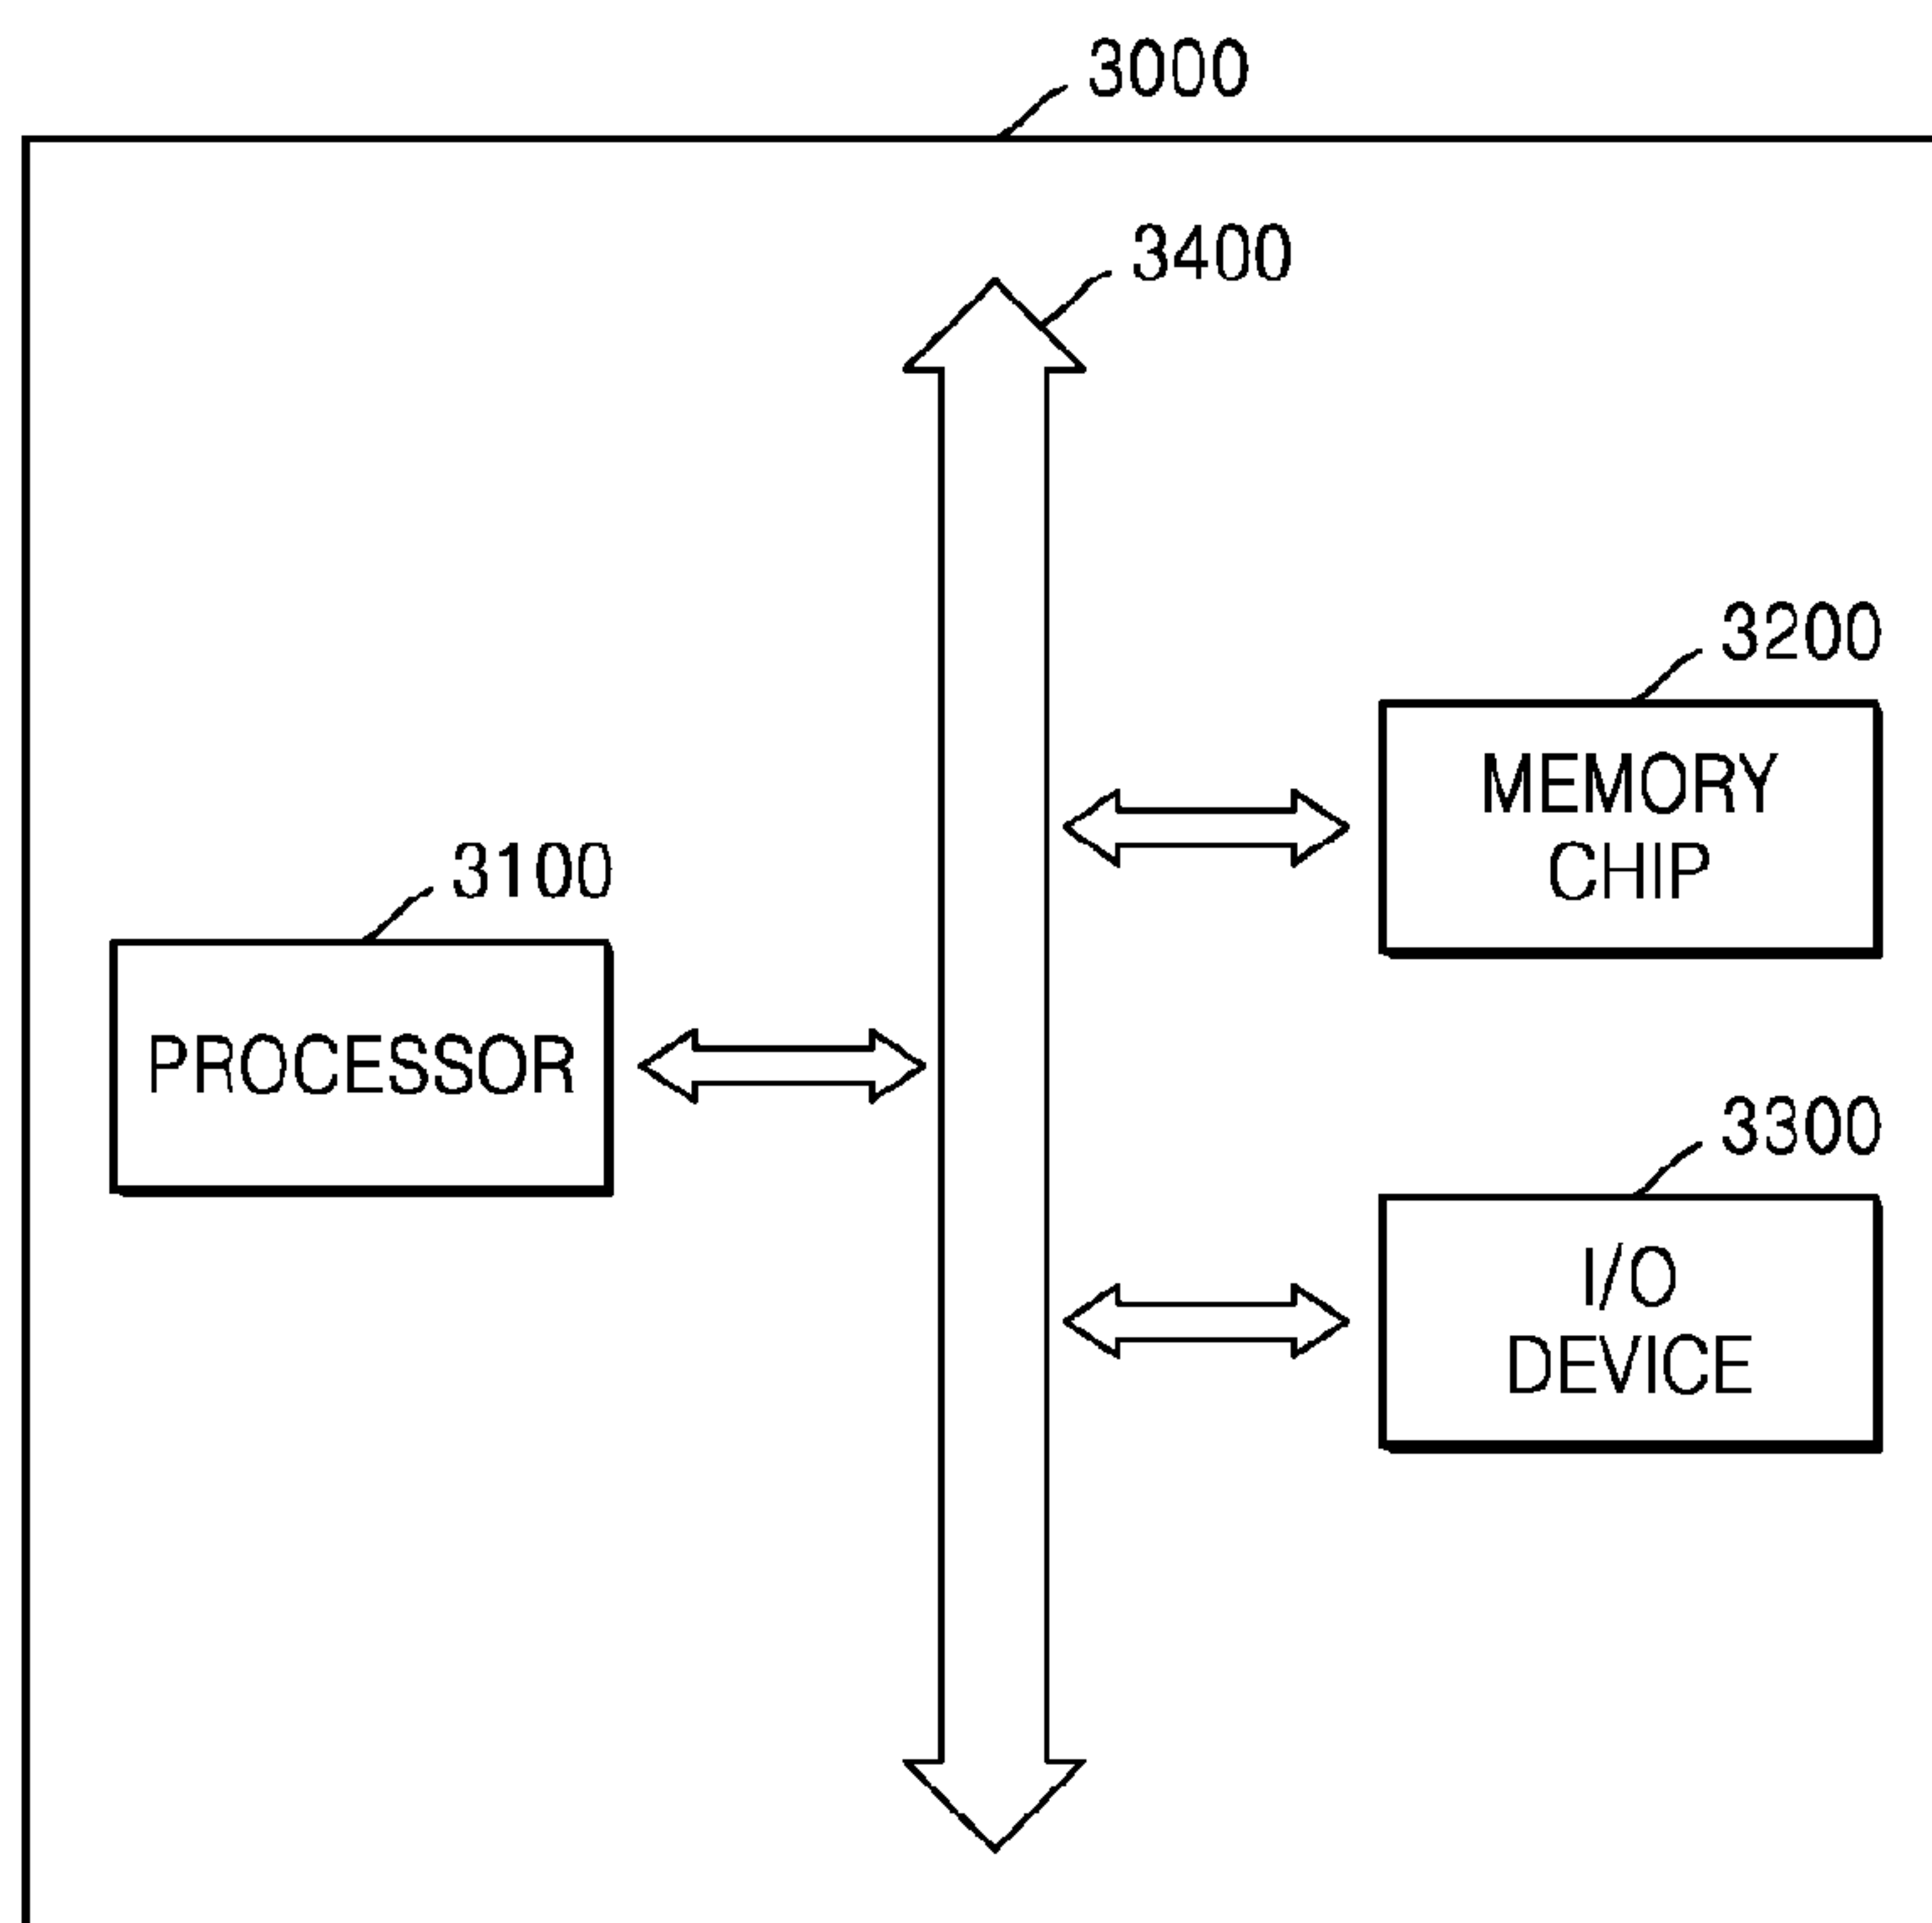 3000
3400
3200
MEMORY
CHIP
3100
PROCESSOR
3300
I/O
DEVICE